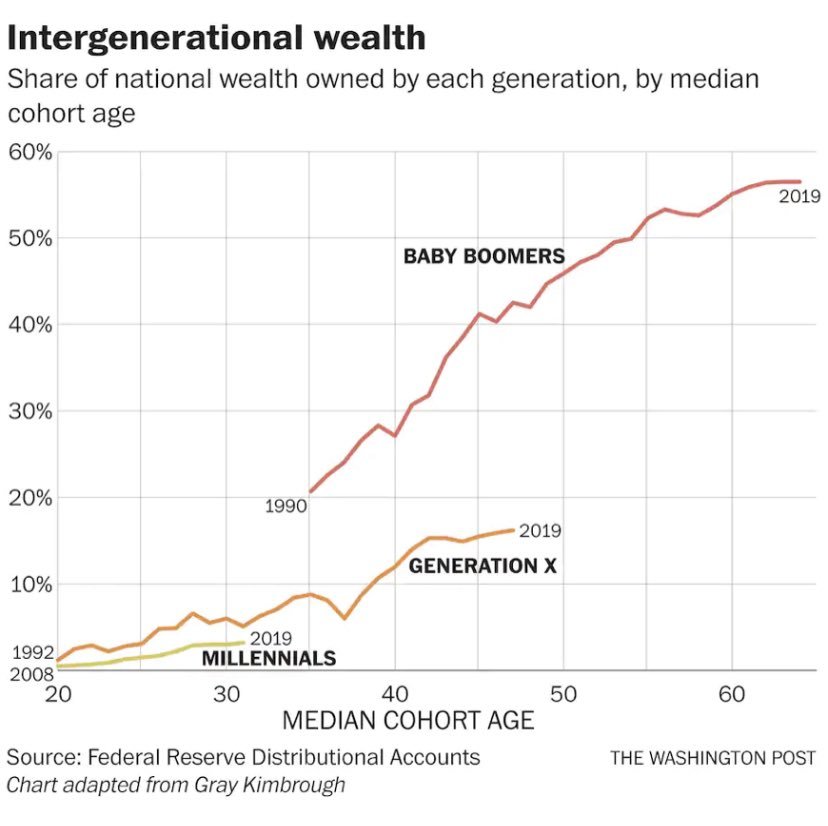 Intergenerational wealth
Share of national wealth owned by each generation, by median
cohort age
60%
2019
50%
BABY BOOMERS
40%
30%
20%
1990
2019
GENERATION X
10%
2019
1992
MILLENNIALS
2008
20 30 40 50 60
MEDIAN COHORT AGE
Source: Federal Reserve Distributional Accounts THE WASHINGTON POST
Chart adapted from Gray Kimbrough